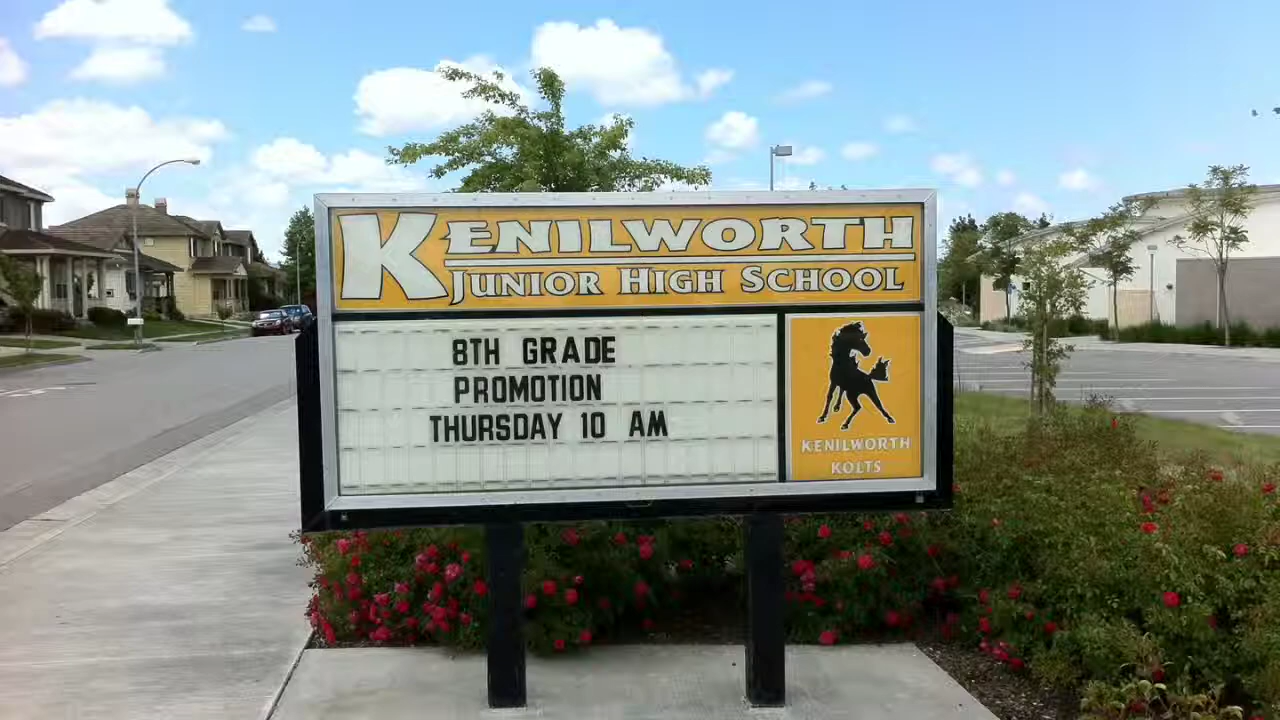 KENILWORTH
JUNIOR HIGH SCHOOL
8TH GRADE
PROMOTION
THURSDAY 10 AM
KENILWORTH
KOLTS